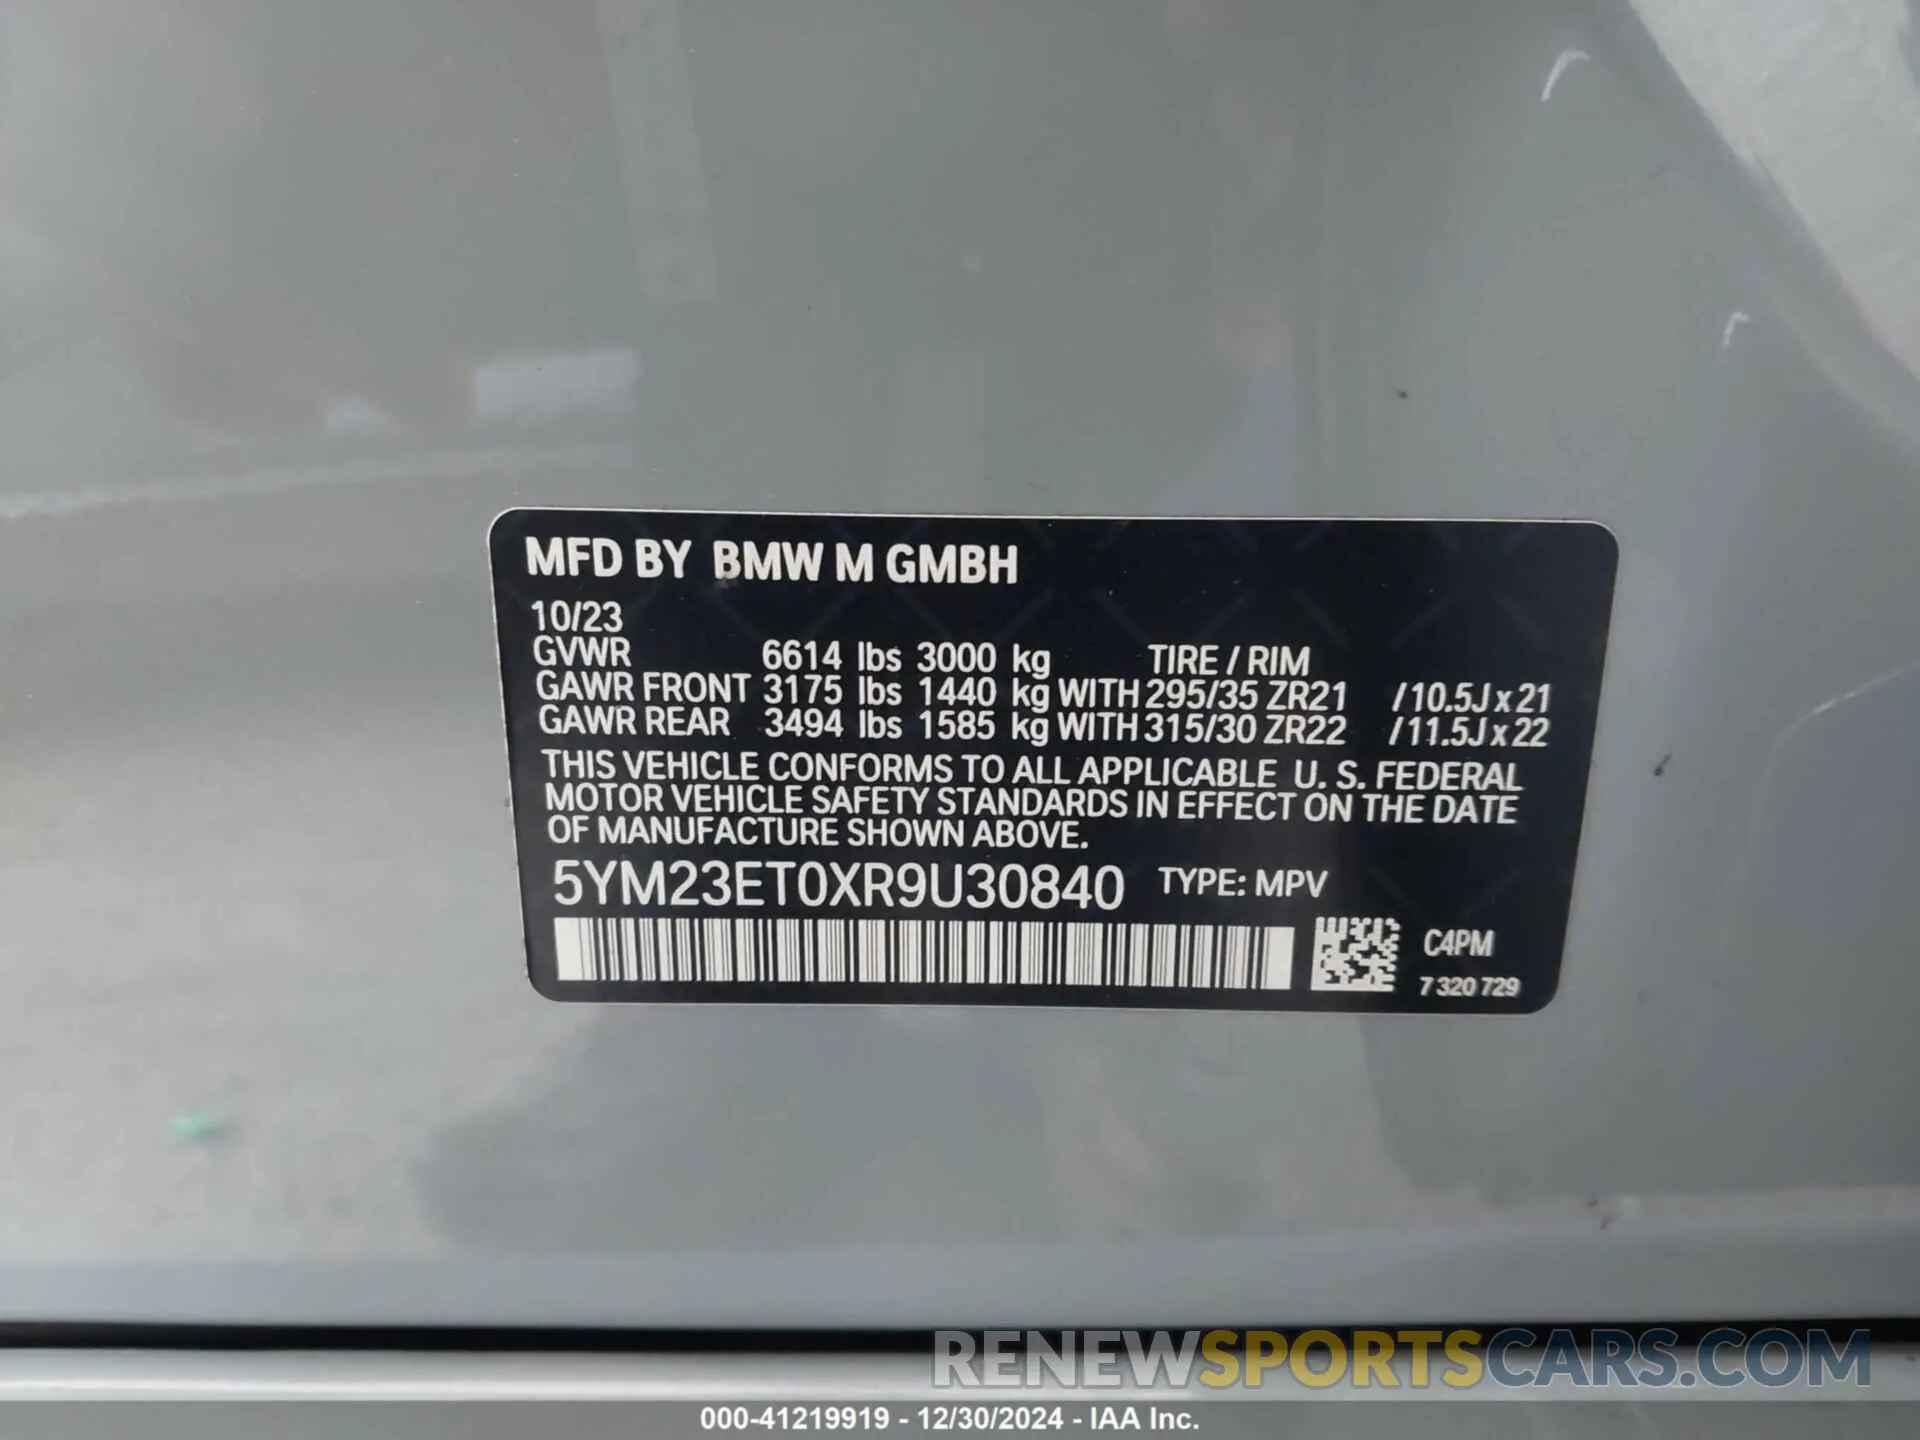 MFD BY BMW M GMBH
10/23
GVWR 6614 lbs 3000 kg TIRE / RIM
GAWR FRONT 3175 lbs 1440 kg WITH 295/35 ZR21 /10.5J x 21
GAWR REAR 3494 lbs 1585 kg WITH 315/30 ZR22 /11.5J x 22
THIS VEHICLE CONFORMS TO ALL APPLICABLE U. S. FEDERAL
MOTOR VEHICLE SAFETY STANDARDS IN EFFECT ON THE DATE
OF MANUFACTURE SHOWN ABOVE.
5YM23ET0XR9U30840 TYPE: MPV
C4PM
7 320 729
RENEWSPORTSCARS.COM
000-41219919 - 12/30/2024 - IAA Inc.